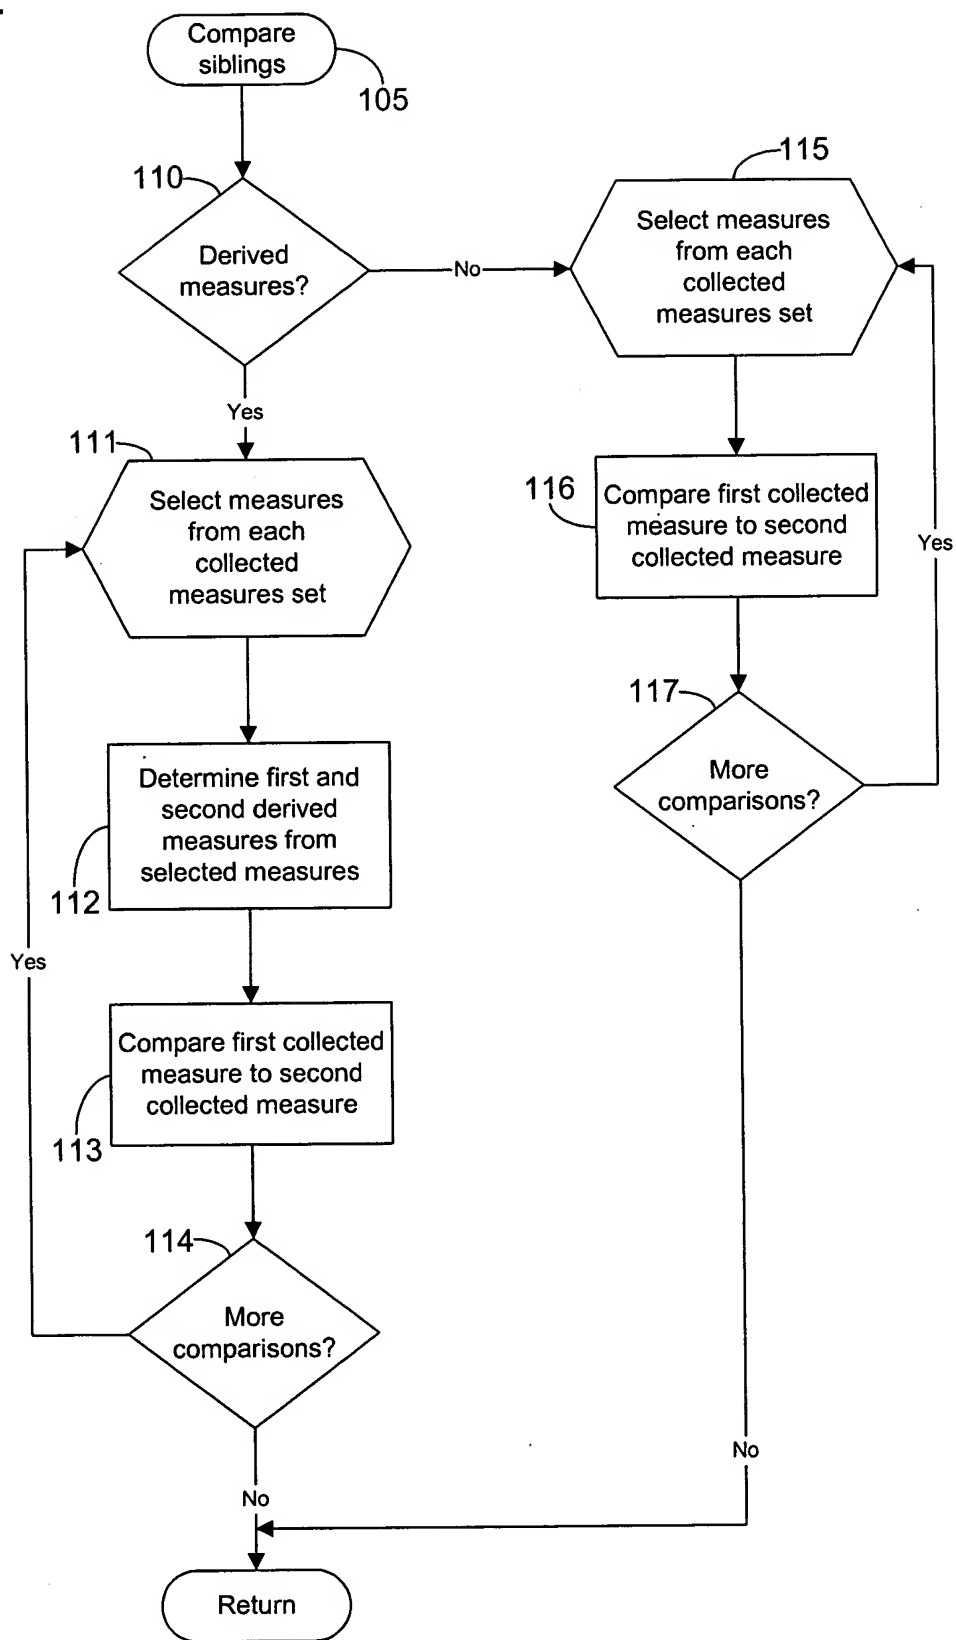 Compare
siblings
105
110
Derived
measures?
No
115
Select measures
from each
collected
measures set
Yes
111
Select measures
from each
collected
measures set
116
Compare first collected
measure to second
collected measure
Yes
117
More
comparisons?
Determine first and
second derived
measures from
selected measures
112
Yes
Compare first collected
measure to second
collected measure
113
114
More
comparisons?
No
No
Return